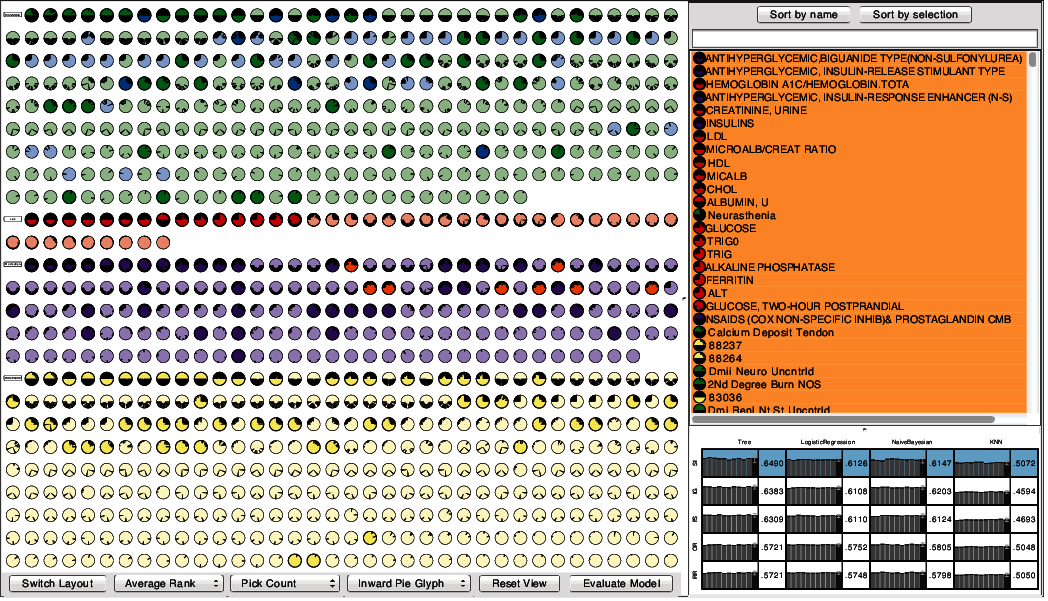 Sort by name
Sort by selection
ANTIHYPERGLYCEMIC,BIGUANIDE TYPE(NON-SULFONYLUREA)
ANTIHYPERGLYCEMIC, INSULIN-RELEASE STIMULANT TYPE
HEMOGLOBIN A1C/HEMOGLOBIN.TOTA
ANTIHYPERGLYCEMIC, INSULIN-RESPONSE ENHANCER (N-S)
CREATININE, URINE
INSULINS
LDL
MICROALB/CREAT RATIO
HDL
MICALB
CHOL
ALBUMIN, U
Neurasthenia
GLUCOSE
TRIG0
TRIG
ALKALINE PHOSPHATASE
FERRITIN
ALT
GLUCOSE, TWO-HOUR POSTPRANDIAL
NSAIDS (COX NON-SPECIFIC INHIB)& PROSTAGLANDIN CMB
Calcium Deposit Tendon
88237
88264
Dmii Neuro Uncntrld
2Nd Degree Burn NOS
83036
Dmi Renl Nt St Uncntrld
Tree LogisticRegression NaiveBayesian KNN
.6490 .6126 .6147 .5072
.6383 .6108 .6203 .4594
.6309 .6110 .6124 .4693
.5721 .5752 .5805 .5048
.5721 .5748 .5798 .5050
Switch Layout
Average Rank
Pick Count
Inward Pie Glyph
Reset View
Evaluate Model